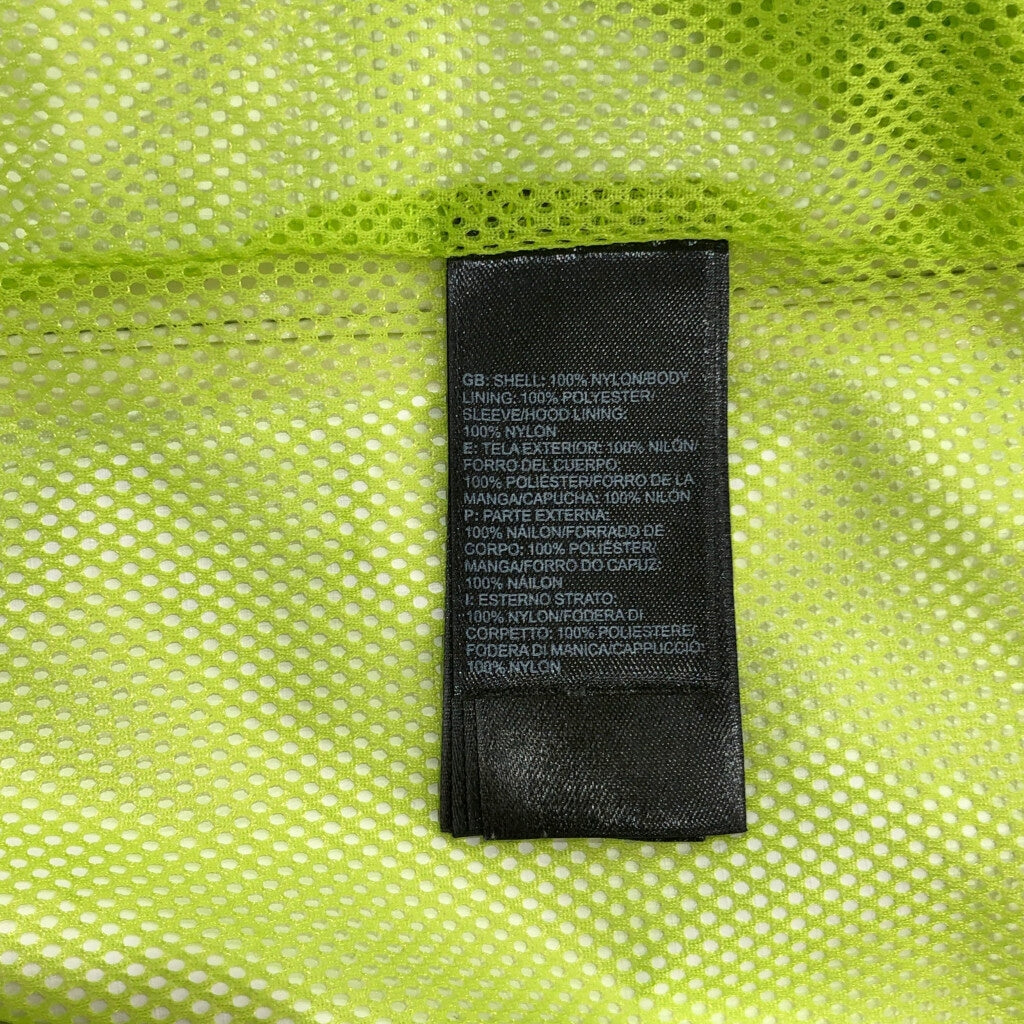 GB: SHELL: 100% NYLON/BODY
LINING: 100% POLYESTER/
SLEEVE/HOOD LINING:
100% NYLON
E: TELA EXTERIOR: 100% NILÓN/
FORRO DEL CUERPO:
100% POLIÉSTER/FORRO DE LA
MANGA/CAPUCHA: 100% NILÓN
P: PARTE EXTERNA:
100% NÁILON/FORRADO DE
CORPO: 100% POLIÉSTER/
MANGA/FORRO DO CAPUZ:
100% NÁILON
I: ESTERNO STRATO:
100% NYLON/FODERA DI
CORPETTO: 100% POLIESTERE/
FODERA DI MANICA/CAPPUCCIO:
100% NYLON